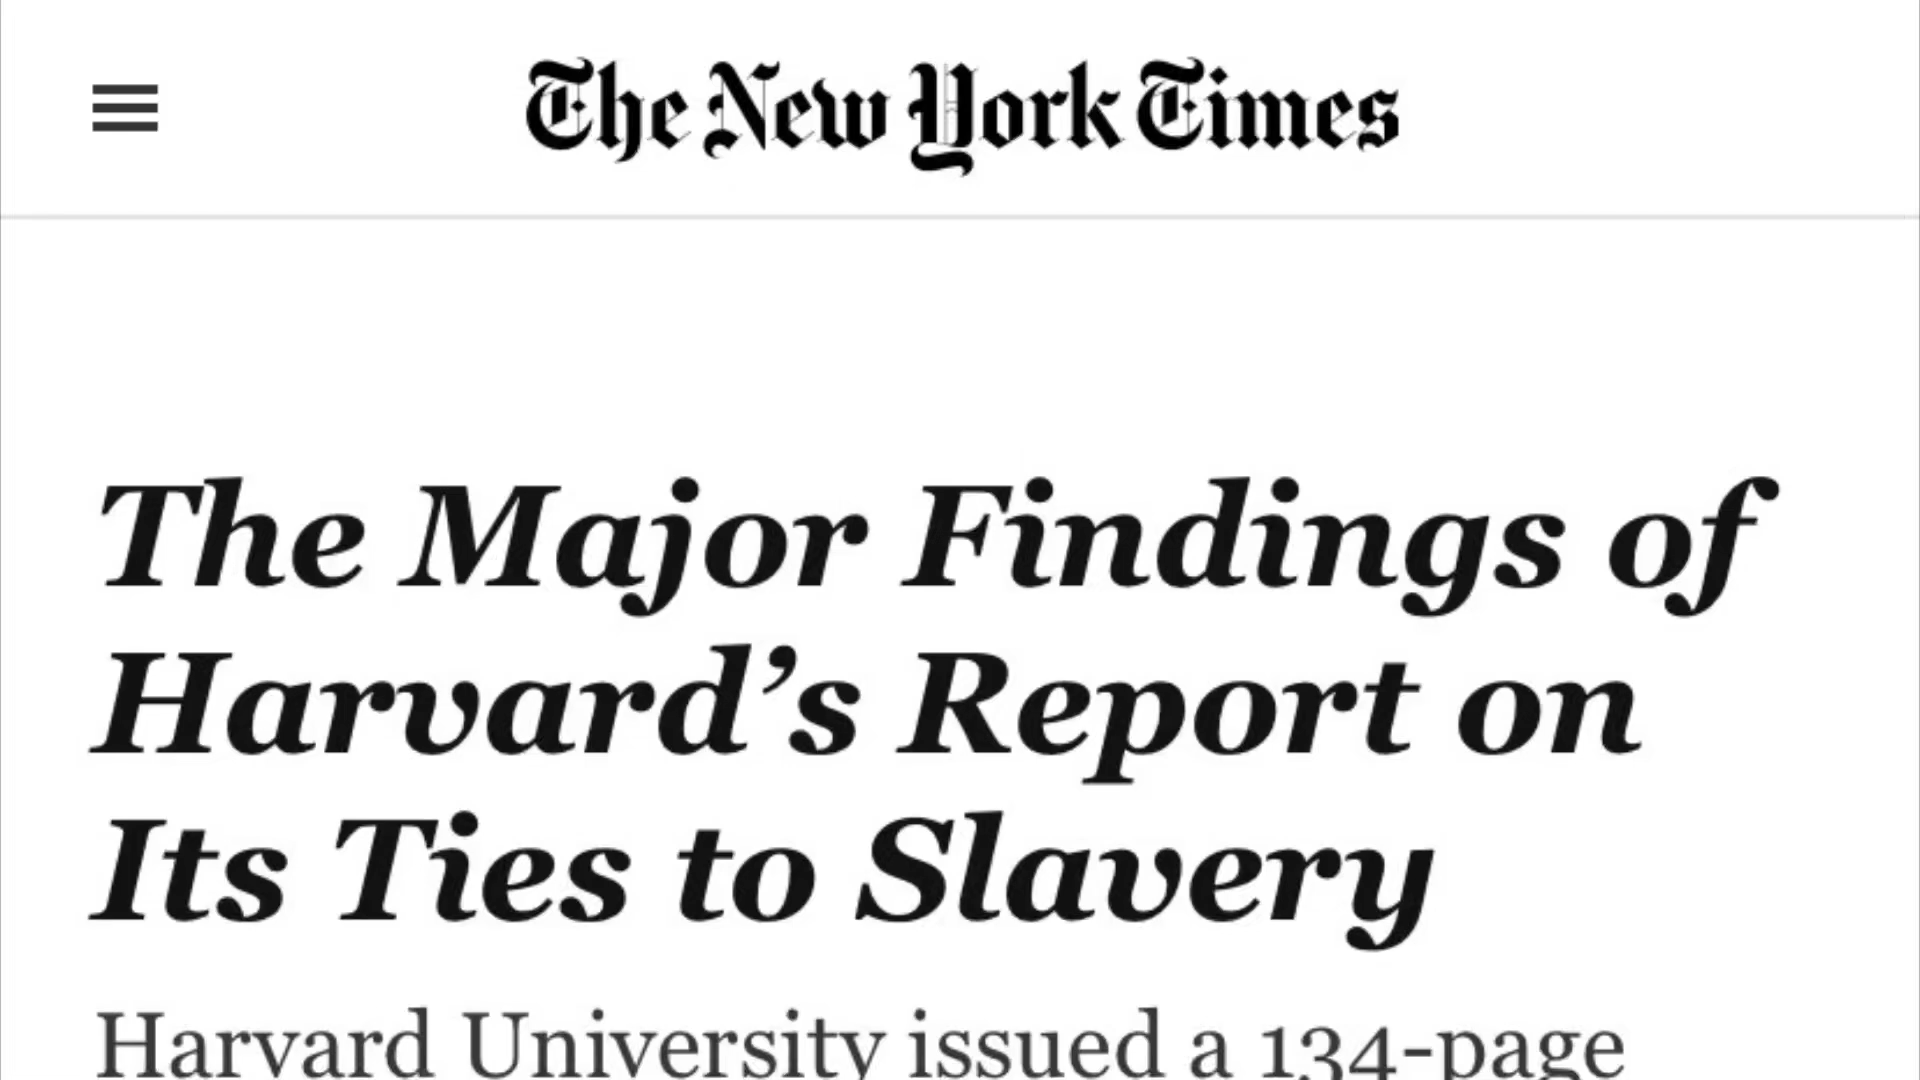 The New York Times
The Major Findings of
Harvard’s Report on
Its Ties to Slavery
Harvard University issued a 134-page